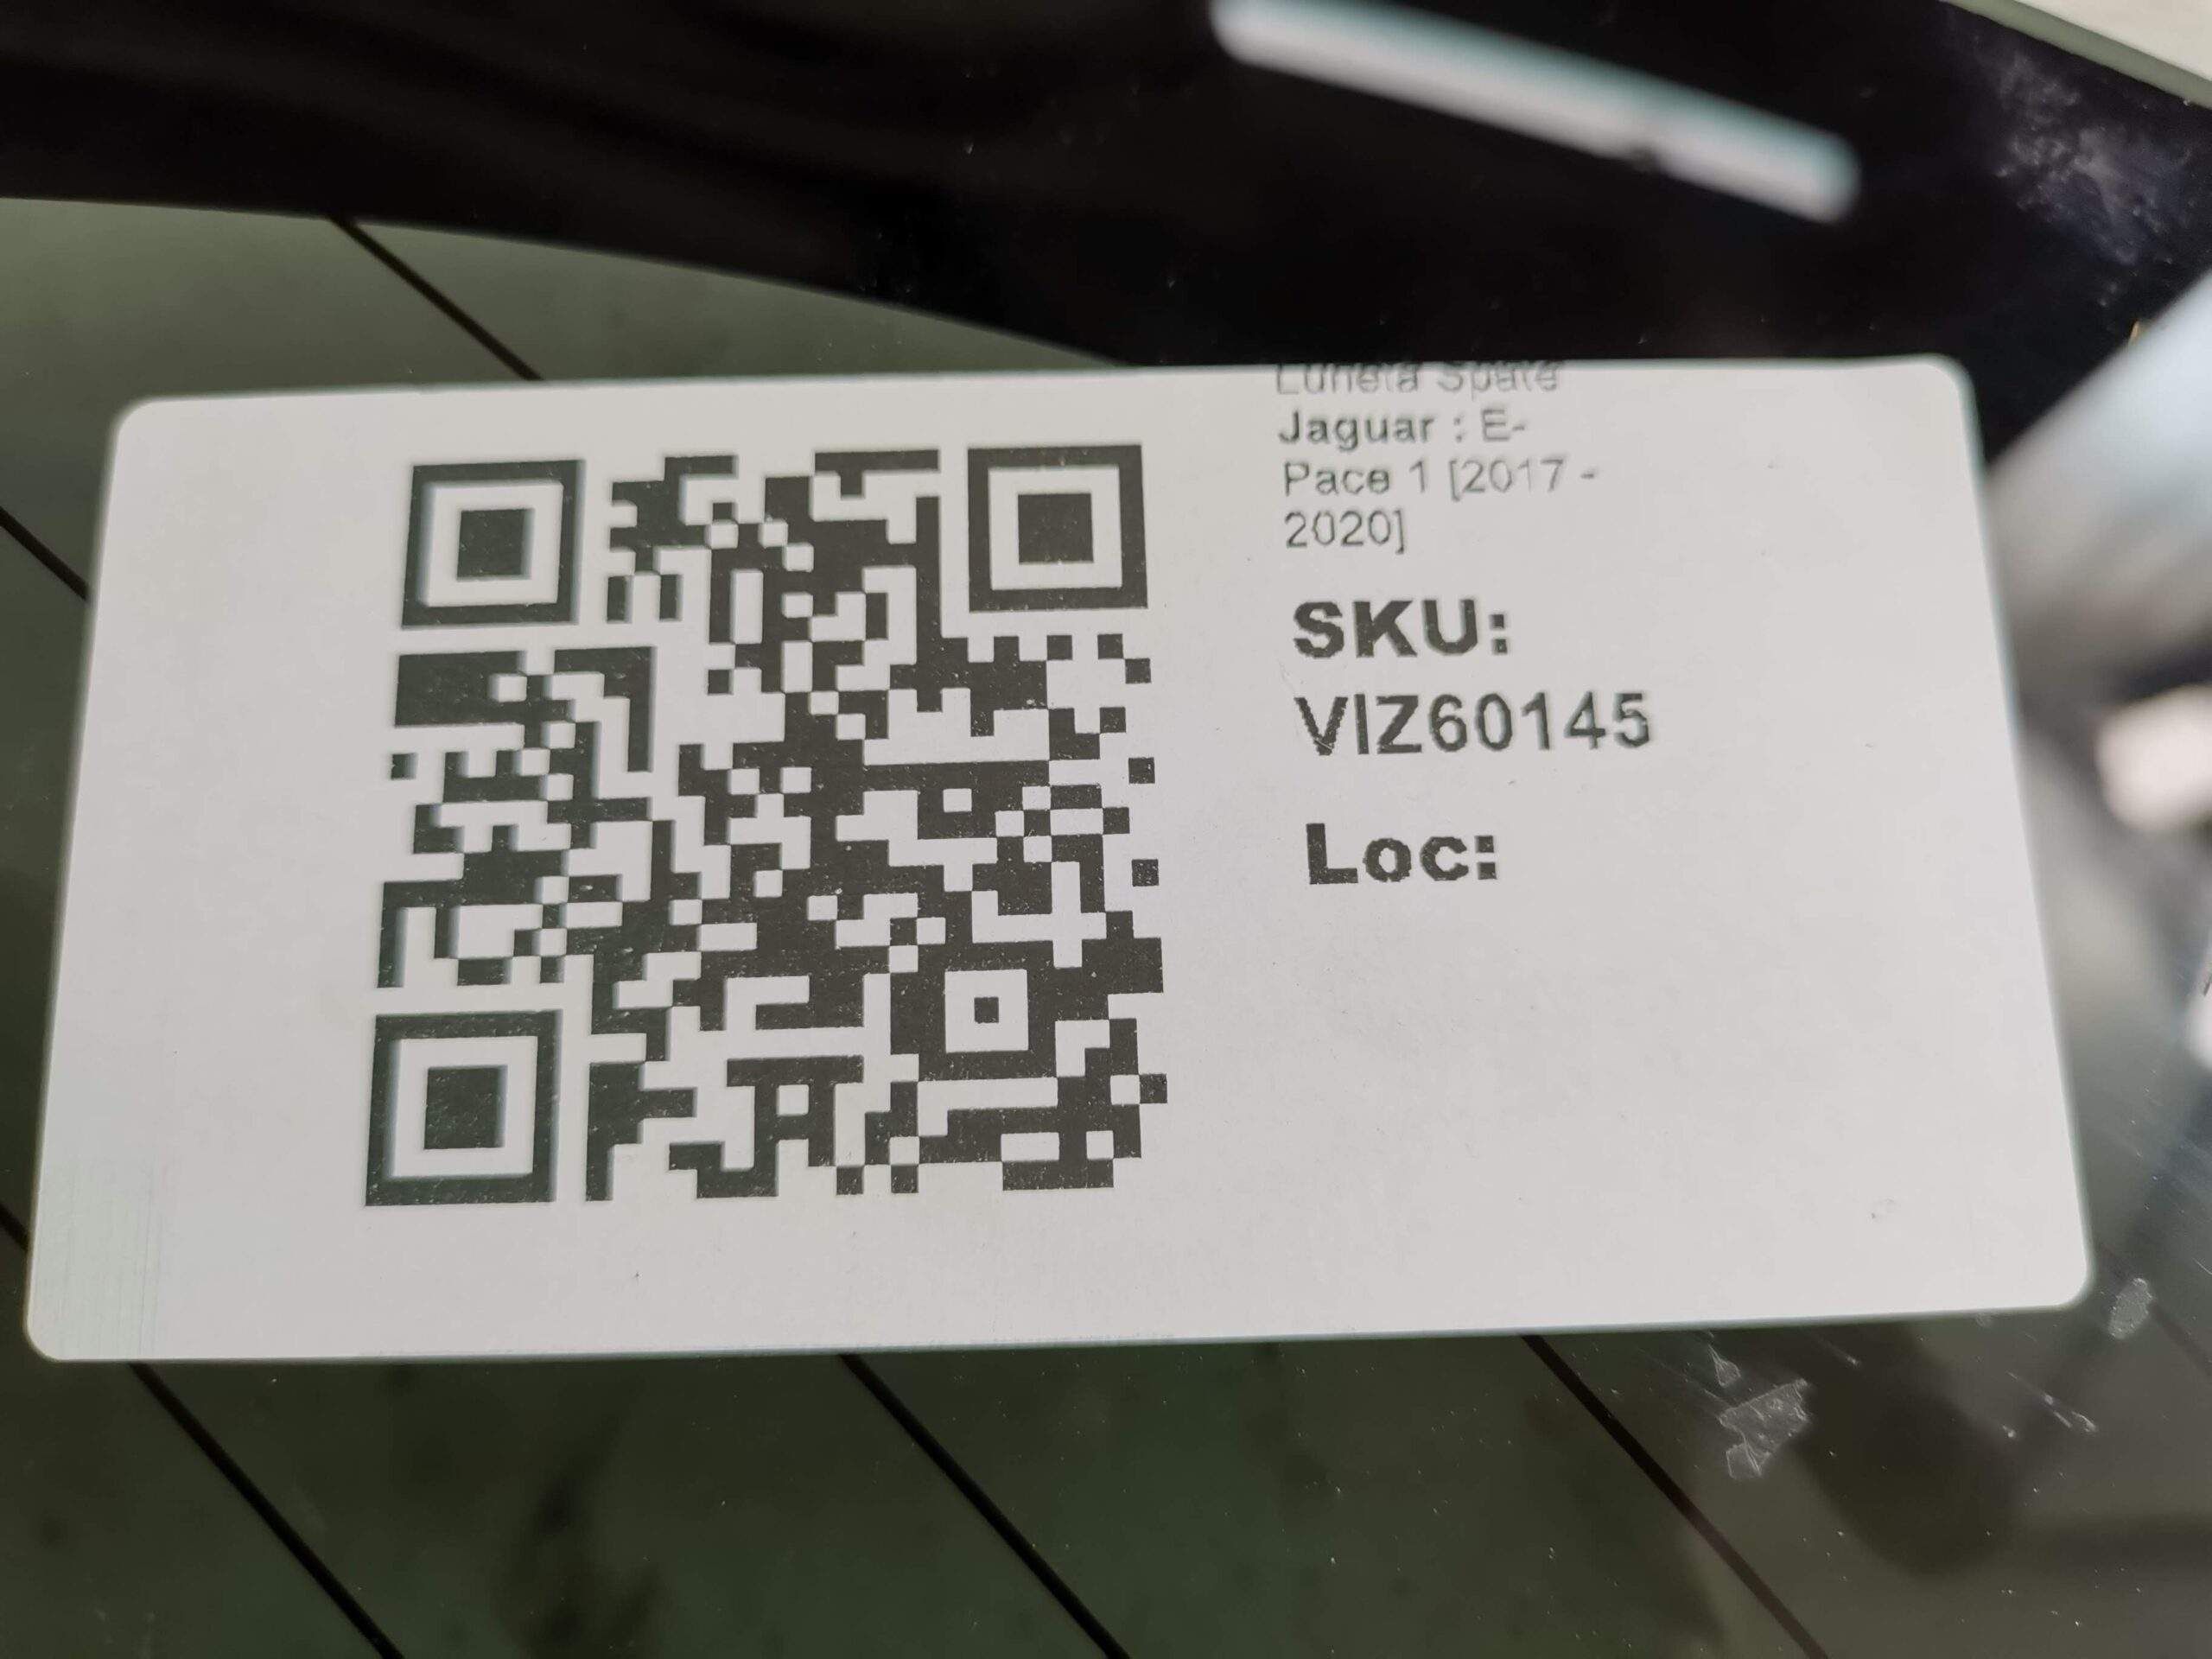 Luneta Spate
Jaguar : E-
Pace 1 [2017 -
2020]
SKU:
VIZ60145
Loc: